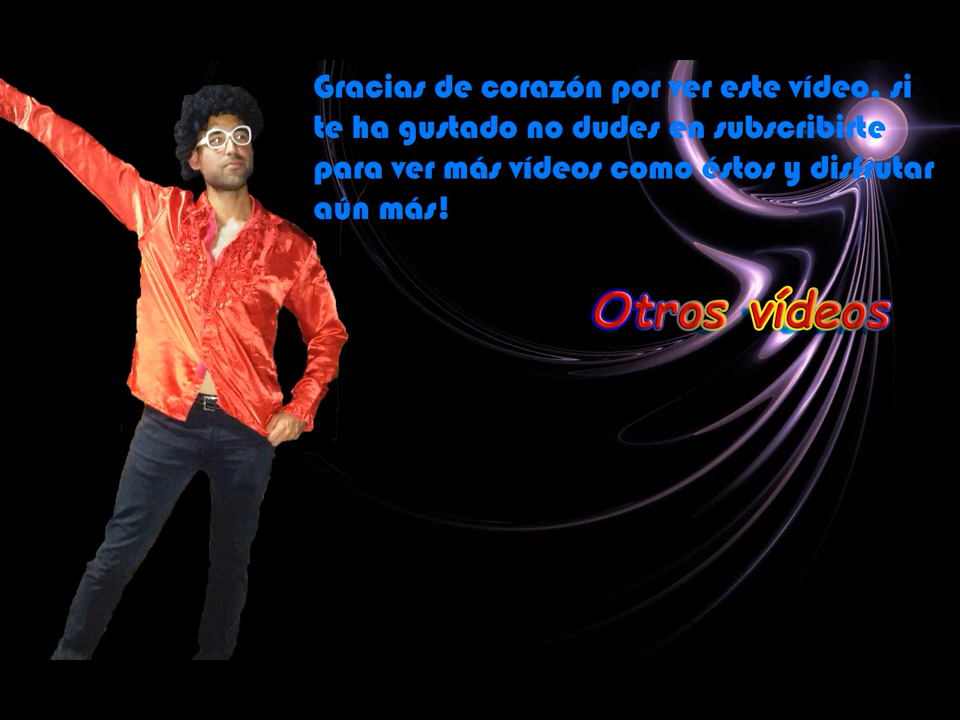 Gracias de corazón por ver este vídeo, si
te ha gustado no dudes en subscribirte
para ver más vídeos como éstos y disfrutar
aún más!
Otros vídeos